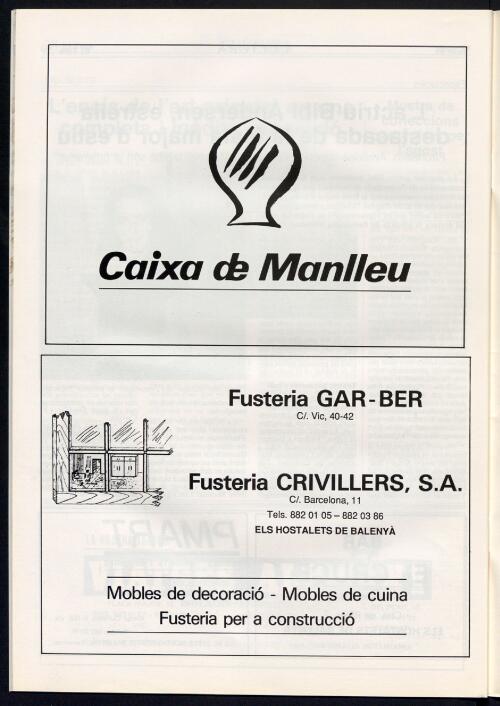 Caixa de Manlleu
Fusteria GAR-BER
C/. Vic, 40-42
Fusteria CRIVILLERS, S.A.
C/. Barcelona, 11
Tels. 882 01 05 – 882 03 86
ELS HOSTALETS DE BALENYÀ
Mobles de decoració - Mobles de cuina
Fusteria per a construcció